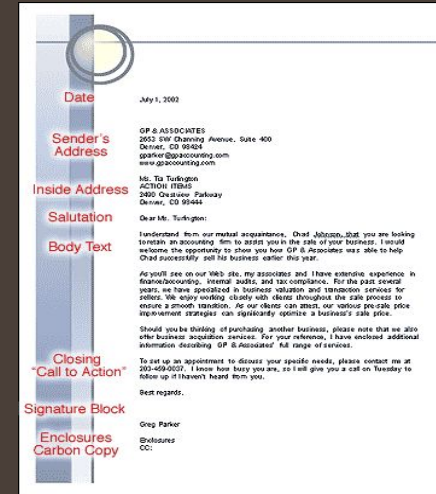 Date
July 1, 2002
Sender's
Address
GP & ASSOCIATES
2653 SW Channing Avenue, Suite 400
Denver, CO 98424
gparker@gpaccounting.com
www.gpaccounting.com
Inside Address
Ms. Tia Turlington
ACTION ITEMS
2490 Crestview Parkway
Denver, CO 98444
Salutation
Dear Ms. Turlington:
Body Text
I understand from our mutual acquaintance, Chad Johnson, that you are looking
to retain an accounting firm to assist you in the sale of your business. I would
welcome the opportunity to show you how GP & Associates was able to help
Chad successfully sell his business earlier this year.
As you'll see on our Web site, my associates and I have extensive experience in
finance/accounting, internal audits, and tax compliance. For the past several
years, we have specialized in business valuation and transaction services for
sellers. We enjoy working closely with clients throughout the sale process to
ensure a smooth transition. As our clients can attest, our various pre-sale price
improvement strategies can significantly optimize a business's sale price.
Should you be thinking of purchasing another business, please note that we also
offer business acquisition services. For your reference, I have enclosed additional
information describing GP & Associates' full range of services.
Closing
"Call to Action"
To set up an appointment to discuss your specific needs, please contact me at
203-459-0037. I know how busy you are, so I will give you a call on Tuesday to
follow up if I haven't heard from you.
Best regards,
Signature Block
Greg Parker
Enclosures
Carbon Copy
Enclosures
CC: